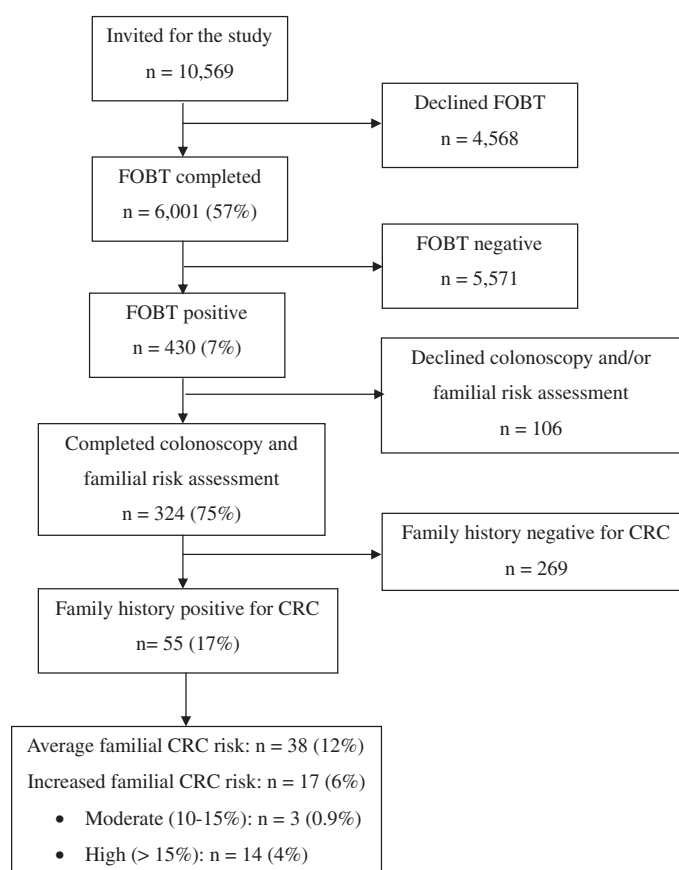 Invited for the study
n = 10,569
Declined FOBT
n = 4,568
FOBT completed
n = 6,001 (57%)
FOBT negative
n = 5,571
FOBT positive
n = 430 (7%)
Declined colonoscopy and/or
familial risk assessment
n = 106
Completed colonoscopy and
familial risk assessment
n = 324 (75%)
Family history negative for CRC
n = 269
Family history positive for CRC
n= 55 (17%)
Average familial CRC risk: n = 38 (12%)
Increased familial CRC risk: n = 17 (6%)
• Moderate (10-15%): n = 3 (0.9%)
• High (> 15%): n = 14 (4%)